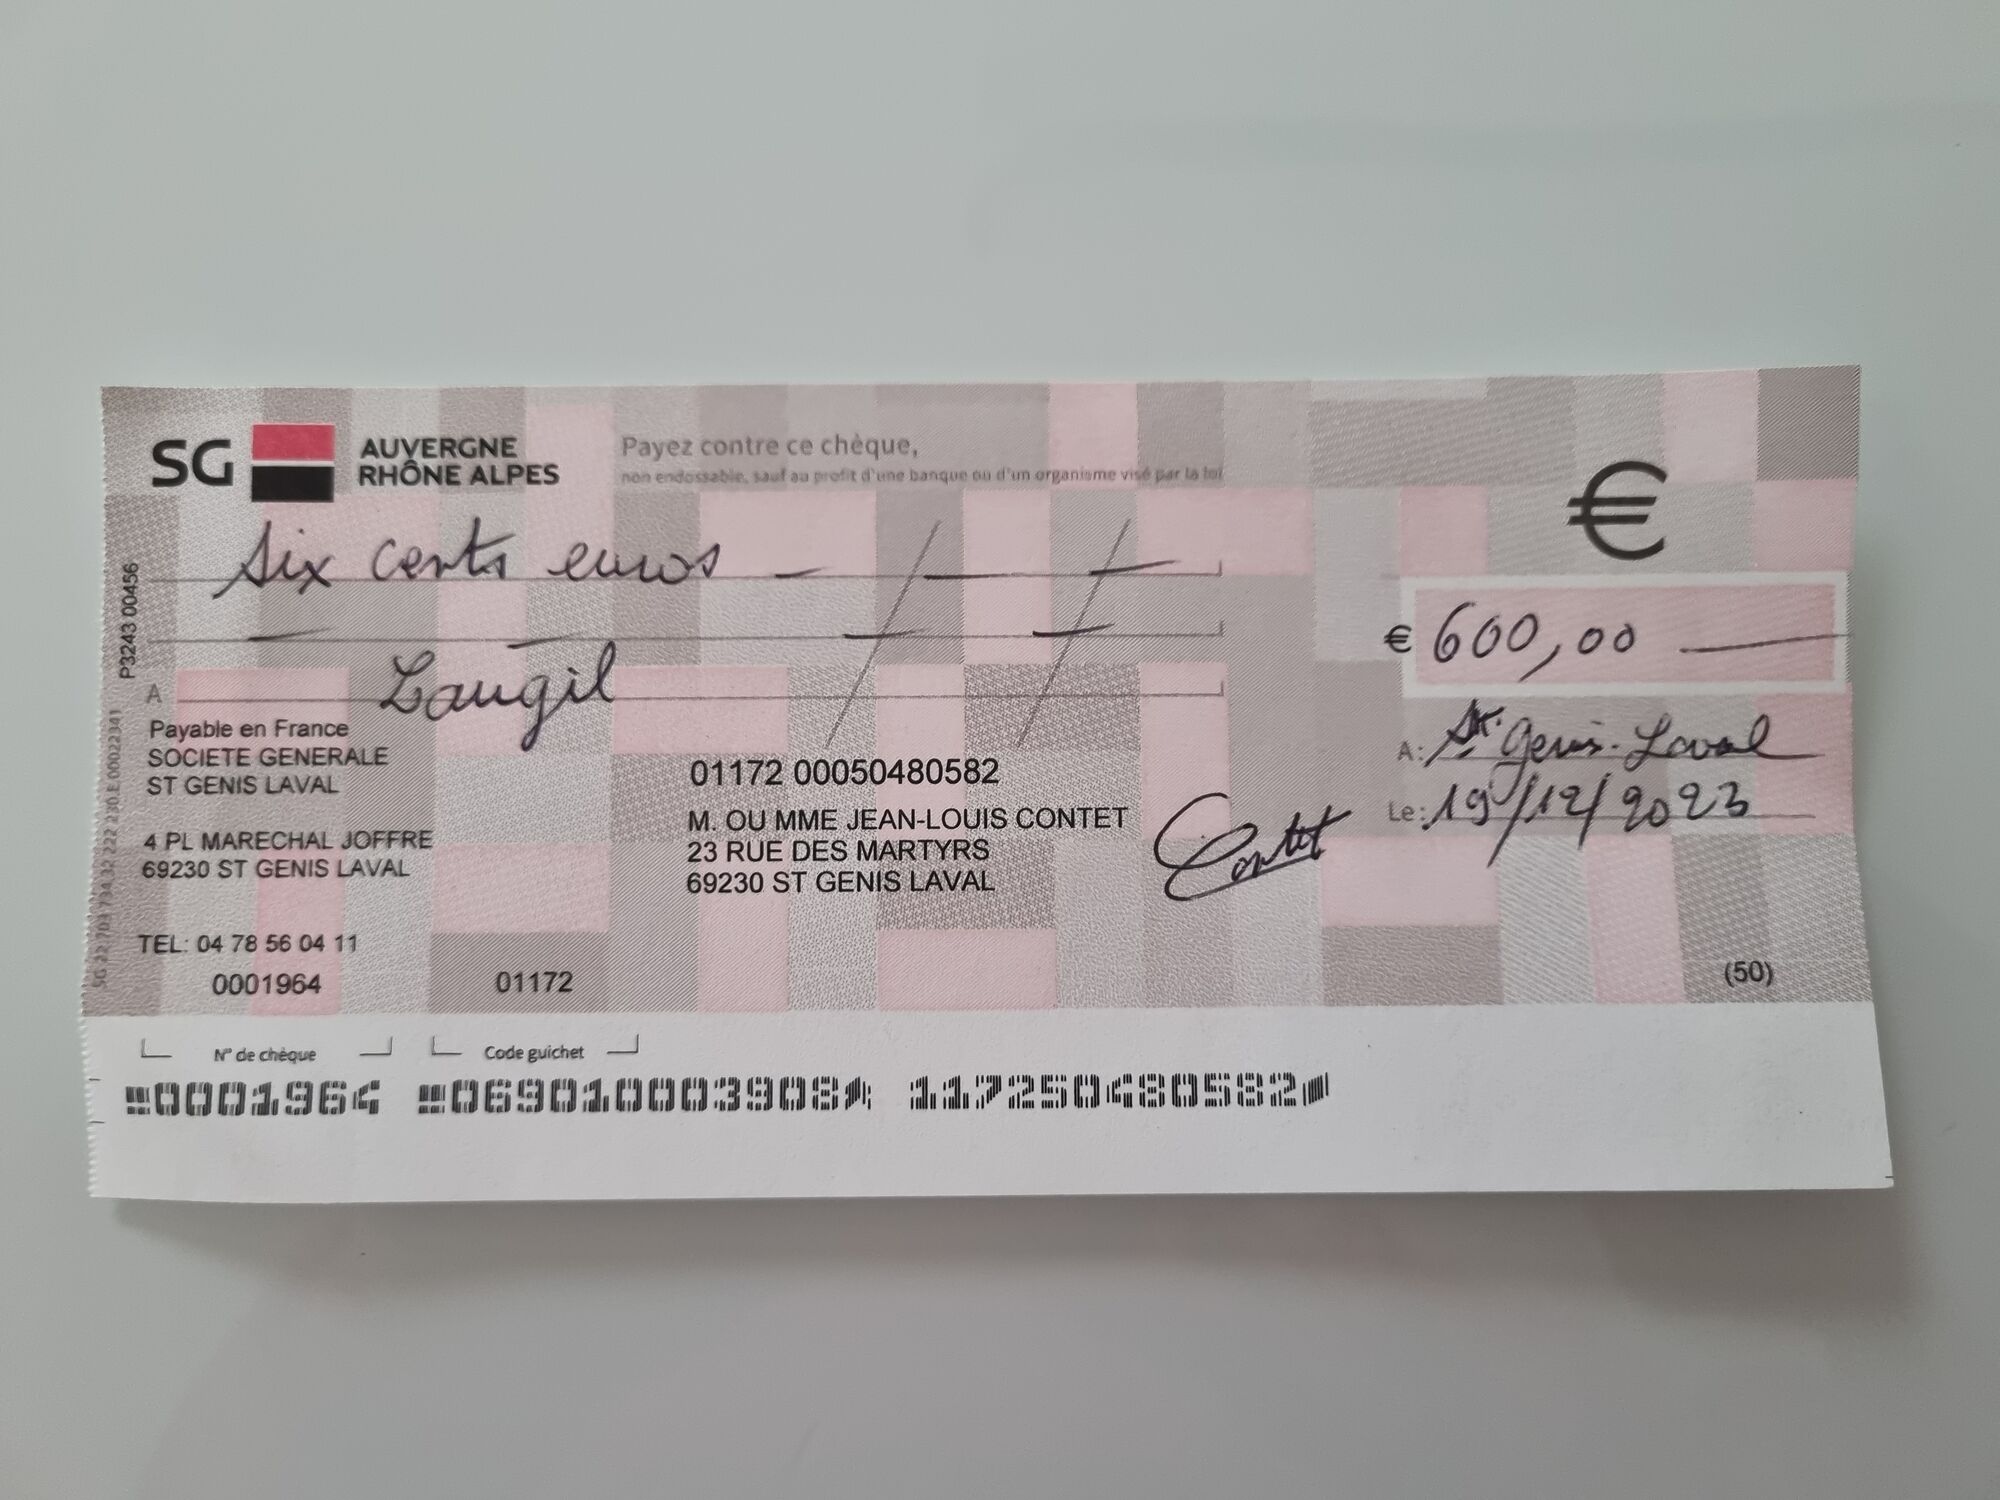 SG AUVERGNE
RHÔNE ALPES
Payez contre ce chèque,
non endossable, sauf au profit d'une banque ou d'un organisme visé par la loi
€
Six cents euros
€ 600,00
A Laugil
P3243 00456
Payable en France
SOCIETE GENERALE
ST GENIS LAVAL
4 PL MARECHAL JOFFRE
69230 ST GENIS LAVAL
TEL: 04 78 56 04 11
01172 00050480582
M. OU MME JEAN-LOUIS CONTET
23 RUE DES MARTYRS
69230 ST GENIS LAVAL
Contet
A: St. Genis-Laval
Le: 19/12/2023
0001964 01172 (50)
N° de chèque Code guichet
0001964 069010003908 117250480582